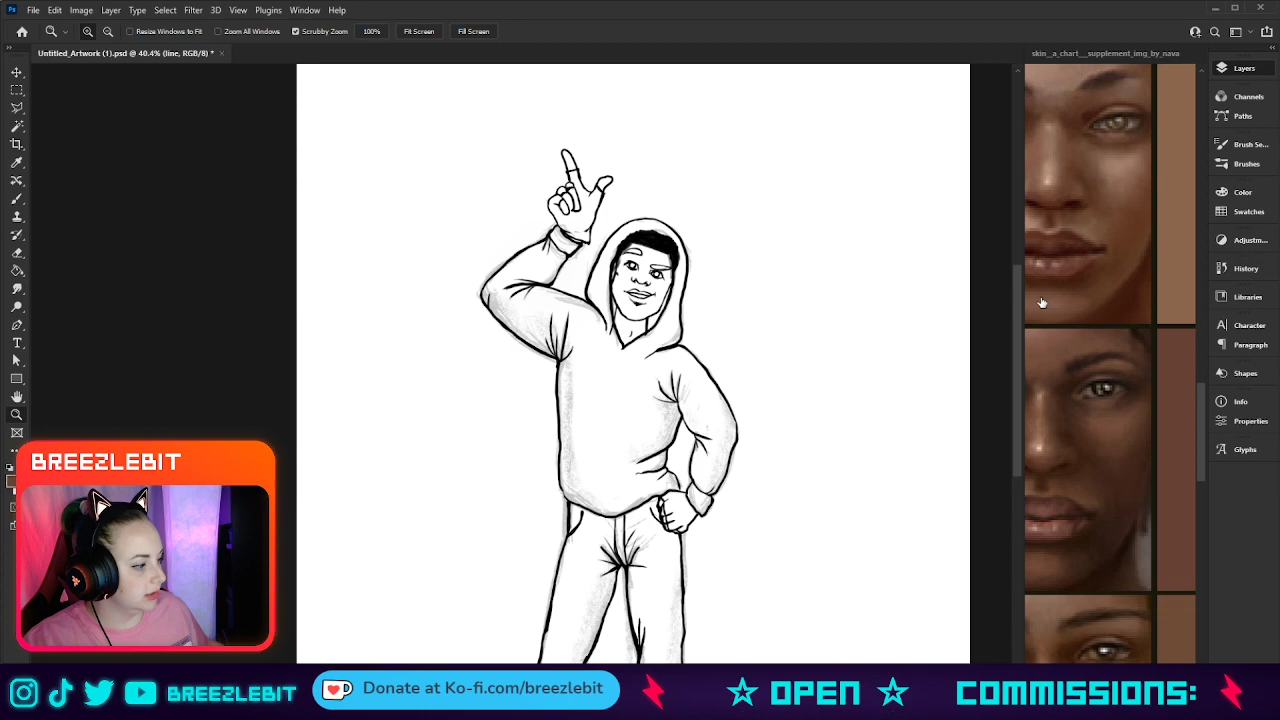 Ps File Edit Image Layer Type Select Filter 3D View Plugins Window Help
Resize Windows to Fit Zoom All Windows Scrubby Zoom 100% Fit Screen Fill Screen
Untitled_Artwork (1).psd @ 40.4% (line, RGB/8) *
skin__a_chart__supplement_img_by_nava
Layers
Channels
Paths
Brush Se...
Brushes
Color
Swatches
Adjustm...
History
Libraries
Character
Paragraph
Shapes
Info
Properties
Glyphs
BREEZLEBIT
BREEZLEBIT
Donate at Ko-fi.com/breezlebit
OPEN
COMMISSIONS: